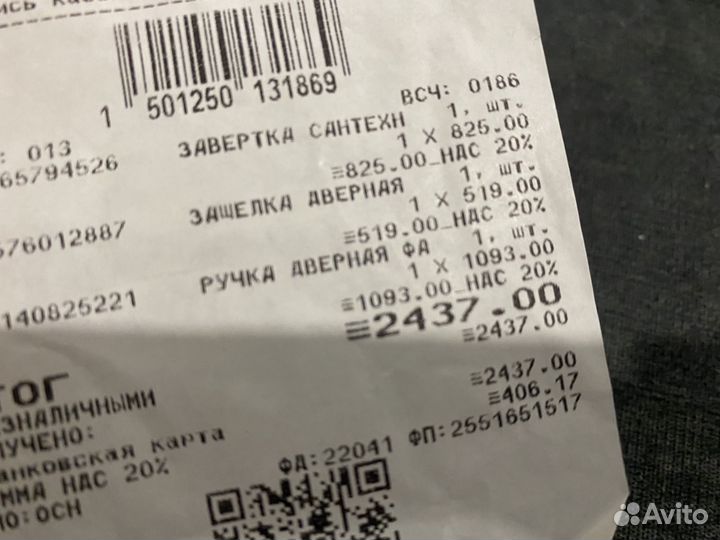 1 501250 131869
ВСЧ: 0186
: 013
65794526
ЗАВЕРТКА САНТЕХН 1, шт.
1 X 825.00
≡825.00_НДС 20%
576012887
ЗАЩЕЛКА ДВЕРНАЯ 1, шт.
1 X 519.00
≡519.00_НДС 20%
140825221
РУЧКА ДВЕРНАЯ ФА 1, шт.
1 X 1093.00
≡1093.00_НДС 20%
ТОГ ≡2437.00
ЗНАЛИЧНЫМИ ≡2437.00
ЛУЧЕНО:
анковская карта ≡2437.00
ММА НДС 20% ≡406.17
НО:ОСН
ФД:22041 ФП:2551651517
Avito